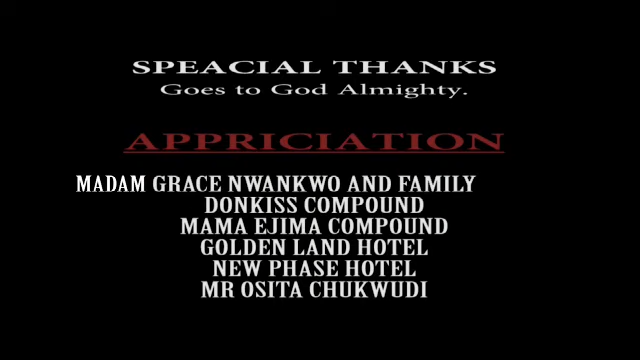 SPEACIAL THANKS
Goes to God Almighty.
APPRICIATION
MADAM GRACE NWANKWO AND FAMILY
DONKISS COMPOUND
MAMA EJIMA COMPOUND
GOLDEN LAND HOTEL
NEW PHASE HOTEL
MR OSITA CHUKWUDI